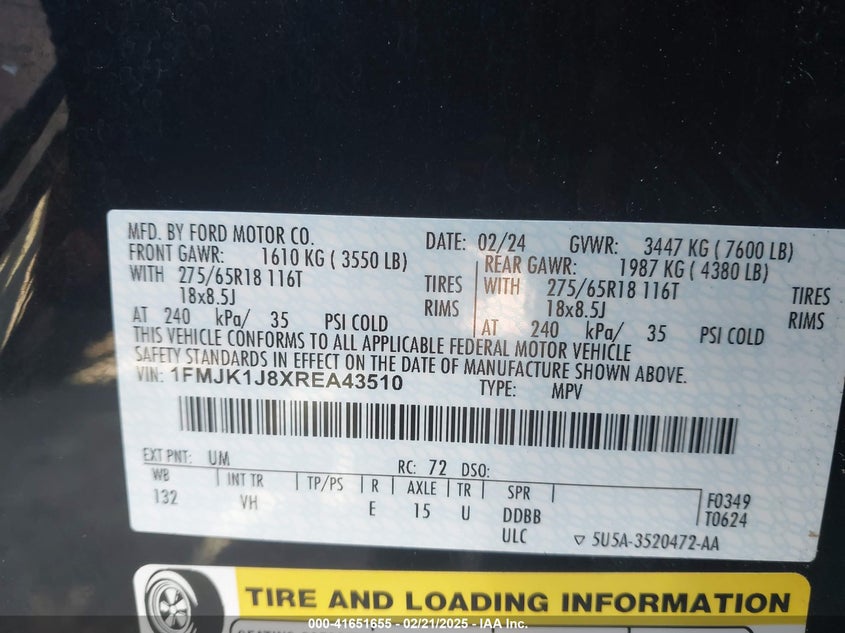 MFD. BY FORD MOTOR CO. DATE: 02/24 GVWR: 3447 KG ( 7600 LB)
FRONT GAWR: 1610 KG ( 3550 LB) REAR GAWR: 1987 KG ( 4380 LB)
WITH 275/65R18 116T TIRES WITH 275/65R18 116T TIRES
18x8.5J RIMS 18x8.5J RIMS
AT 240 kPa/ 35 PSI COLD AT 240 kPa/ 35 PSI COLD
THIS VEHICLE CONFORMS TO ALL APPLICABLE FEDERAL MOTOR VEHICLE
SAFETY STANDARDS IN EFFECT ON THE DATE OF MANUFACTURE SHOWN ABOVE.
VIN: 1FMJK1J8XREA43510 TYPE: MPV
EXT PNT: UM RC: 72 DSO:
WB INT TR TP/PS R AXLE TR SPR F0349
132 VH E 15 U DDBB T0624
ULC 5U5A-3520472-AA
TIRE AND LOADING INFORMATION
000-41651655 - 02/21/2025 - IAA Inc.